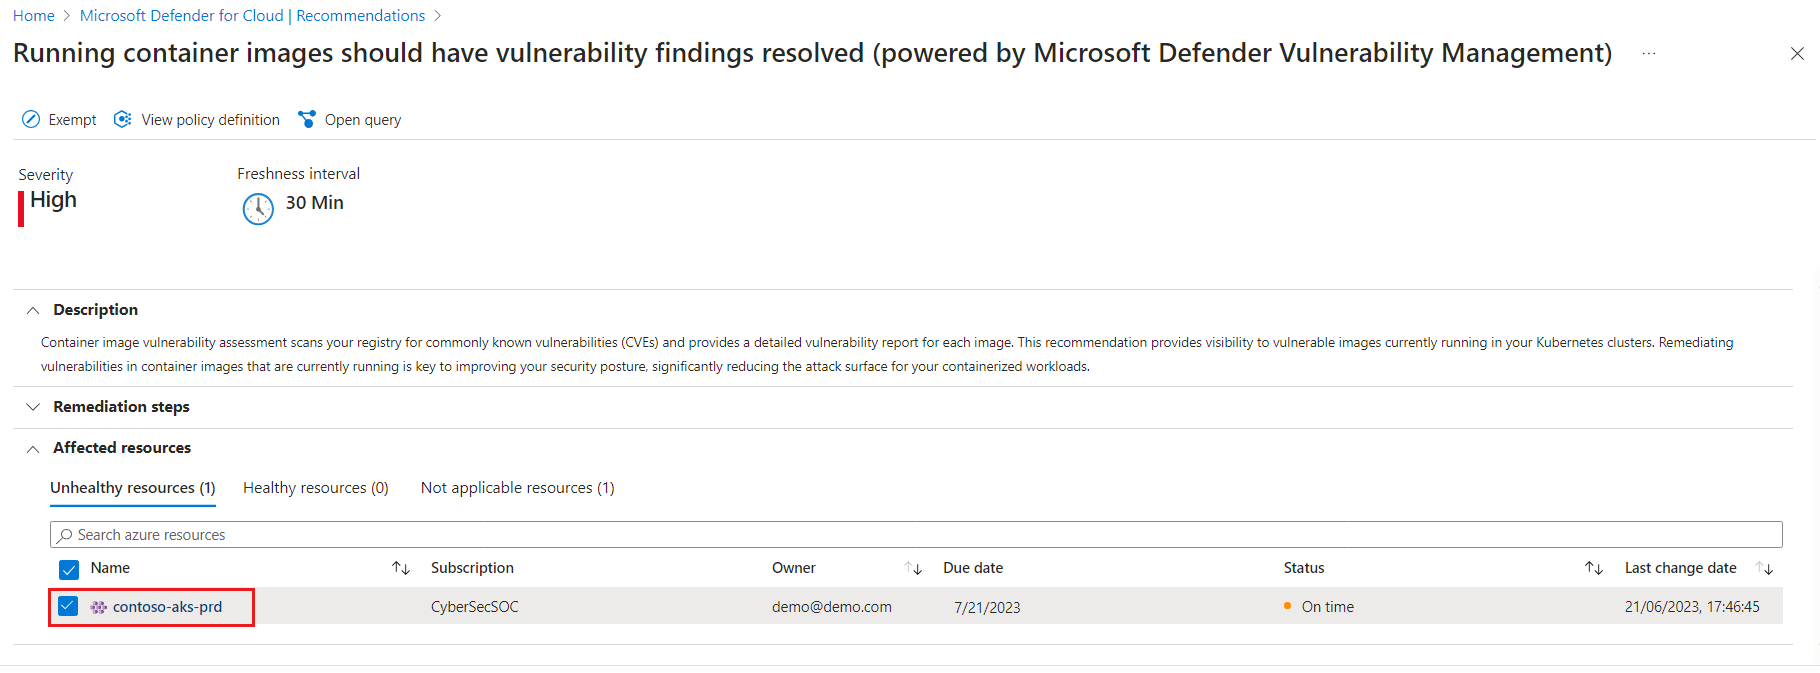 Home > Microsoft Defender for Cloud | Recommendations >
Running container images should have vulnerability findings resolved (powered by Microsoft Defender Vulnerability Management) ...
Exempt View policy definition Open query
Severity Freshness interval
High 30 Min
Description
Container image vulnerability assessment scans your registry for commonly known vulnerabilities (CVEs) and provides a detailed vulnerability report for each image. This recommendation provides visibility to vulnerable images currently running in your Kubernetes clusters. Remediating
vulnerabilities in container images that are currently running is key to improving your security posture, significantly reducing the attack surface for your containerized workloads.
Remediation steps
Affected resources
Unhealthy resources (1) Healthy resources (0) Not applicable resources (1)
Search azure resources
Name Subscription Owner Due date Status Last change date
contoso-aks-prd CyberSecSOC demo@demo.com 7/21/2023 On time 21/06/2023, 17:46:45